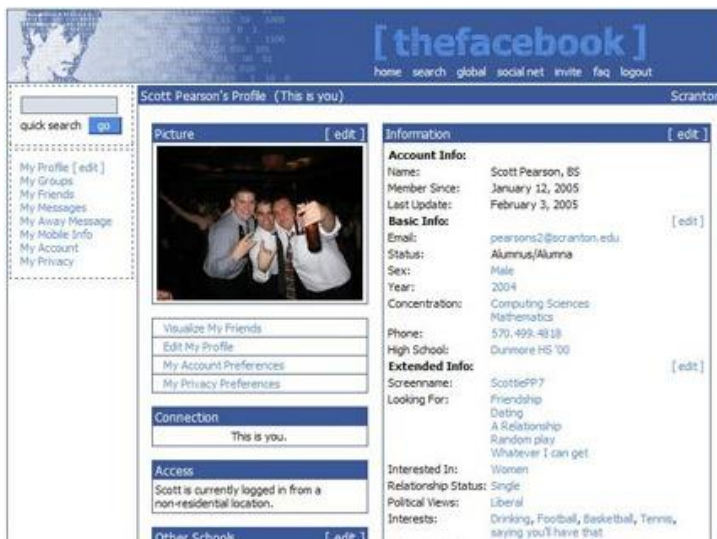 [ thefacebook ]
home search global social net invite faq logout
quick search go
My Profile [ edit ]
My Groups
My Friends
My Messages
My Away Message
My Mobile Info
My Account
My Privacy
Scott Pearson's Profile (This is you) Scranton
Picture [ edit ]
Visualize My Friends
Edit My Profile
My Account Preferences
My Privacy Preferences
Connection
This is you.
Access
Scott is currently logged in from a
non-residential location.
Other Schools [ edit ]
Information [ edit ]
Account Info:
Name: Scott Pearson, BS
Member Since: January 12, 2005
Last Update: February 3, 2005
Basic Info: [ edit ]
Email: pearsons2@scranton.edu
Status: Alumnus/Alumna
Sex: Male
Year: 2004
Concentration: Computing Sciences
Mathematics
Phone: 570.499.4818
High School: Dunmore HS '00
Extended Info: [ edit ]
Screenname: ScottiePP7
Looking For: Friendship
Dating
A Relationship
Random play
Whatever I can get
Interested In: Women
Relationship Status: Single
Political Views: Liberal
Interests: Drinking, Football, Basketball, Tennis,
saying you'll have that